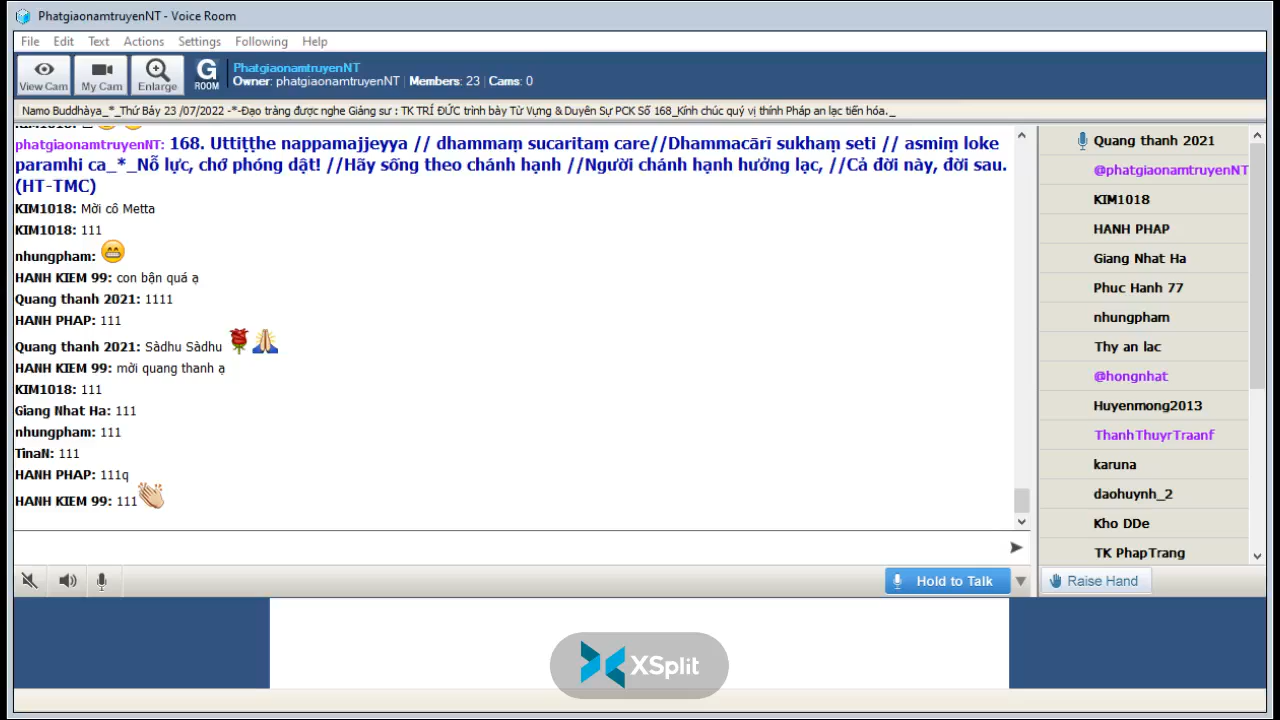 PhatgiaonamtruyenNT - Voice Room
File Edit Text Actions Settings Following Help
View Cam My Cam Enlarge G ROOM PhatgiaonamtruyenNT
Owner: phatgiaonamtruyenNT | Members: 23 | Cams: 0
Namo Buddhàya_*_Thứ Bảy 23 /07/2022 -*-Đạo tràng được nghe Giảng sư : TK TRÍ ĐỨC trình bày Từ Vựng & Duyên Sự PCK Số 168_Kính chúc quý vị thính Pháp an lạc tiến hóa._
phatgiaonamtruyenNT: 168. Uttiṭṭhe nappamajjeyya // dhammaṃ sucaritaṃ care//Dhammacārī sukhaṃ seti // asmiṃ loke
paramhi ca_*_Nỗ lực, chớ phóng dật! //Hãy sống theo chánh hạnh //Người chánh hạnh hưởng lạc, //Cả đời này, đời sau.
(HT-TMC)
KIM1018: Mời cô Metta
KIM1018: 111
nhungpham:
HANH KIEM 99: con bận quá ạ
Quang thanh 2021: 1111
HANH PHAP: 111
Quang thanh 2021: Sàdhu Sàdhu
HANH KIEM 99: mời quang thanh ạ
KIM1018: 111
Giang Nhat Ha: 111
nhungpham: 111
TinaN: 111
HANH PHAP: 111q
HANH KIEM 99: 111
Quang thanh 2021
@phatgiaonamtruyenNT
KIM1018
HANH PHAP
Giang Nhat Ha
Phuc Hanh 77
nhungpham
Thy an lac
@hongnhat
Huyenmong2013
ThanhThuyrTraanf
karuna
daohuynh_2
Kho DDe
TK PhapTrang
Hold to Talk
Raise Hand
XSplit